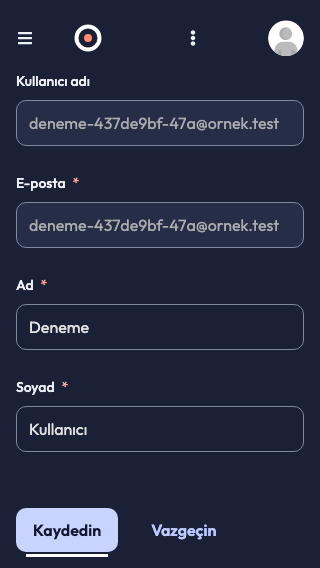 Kullanıcı adı
deneme-437de9bf-47a@ornek.test
E-posta *
deneme-437de9bf-47a@ornek.test
Ad *
Deneme
Soyad *
Kullanıcı
Kaydedin
Vazgeçin